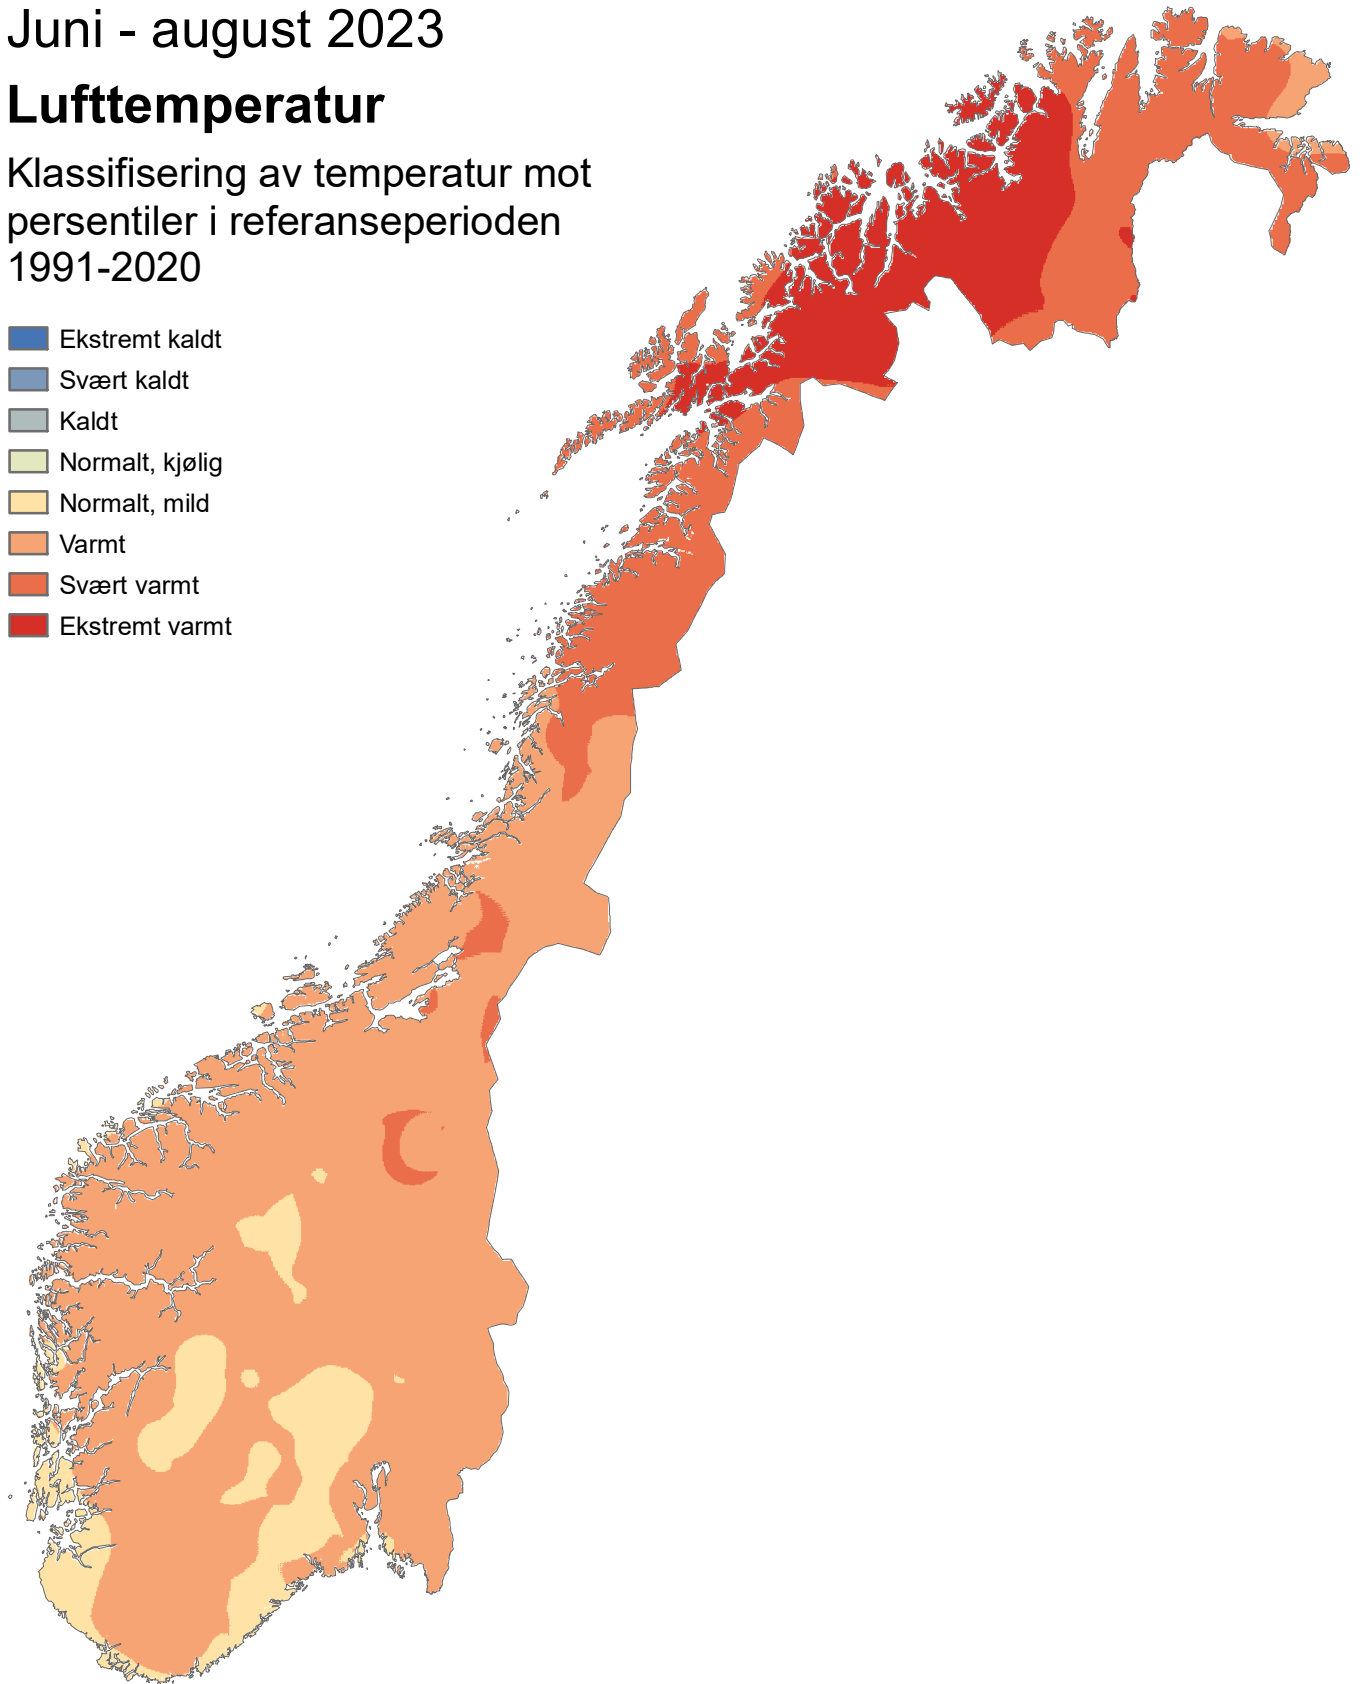 Juni - august 2023
Lufttemperatur
Klassifisering av temperatur mot
persentiler i referanseperioden
1991-2020
Ekstremt kaldt
Svært kaldt
Kaldt
Normalt, kjølig
Normalt, mild
Varmt
Svært varmt
Ekstremt varmt